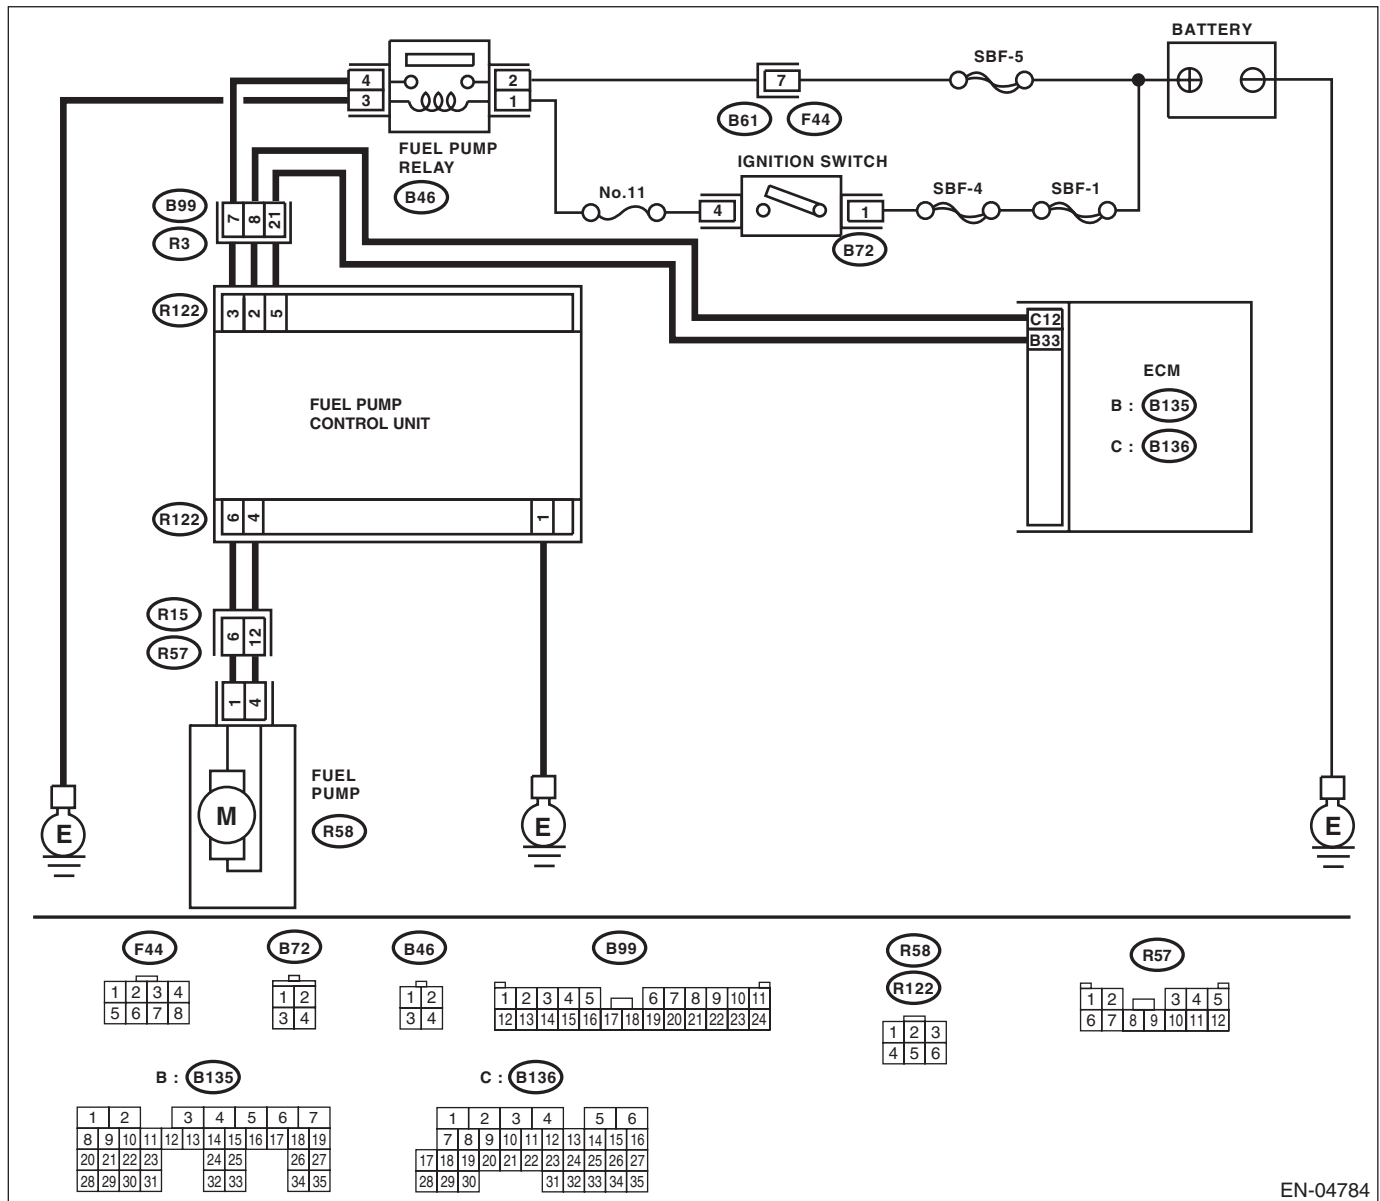 BATTERY
SBF-5
4
2
7
3
1
B61
F44
FUEL PUMP
RELAY
IGNITION SWITCH
B46
No.11
4
1
SBF-4
SBF-1
B72
B99
7
8
21
R3
R122
3
2
5
C12
B33
ECM
B : B135
C : B136
FUEL PUMP
CONTROL UNIT
R122
6
4
1
R15
6
12
R57
1
4
FUEL
PUMP
M
R58
E
E
E
F44
B72
B46
B99
R58
R57
R122
1 2 3 4
5 6 7 8
1 2
3 4
1 2
3 4
1 2 3 4 5 6 7 8 9 10 11
12 13 14 15 16 17 18 19 20 21 22 23 24
1 2 3
4 5 6
1 2 3 4 5
6 7 8 9 10 11 12
B : B135
C : B136
1 2 3 4 5 6 7
8 9 10 11 12 13 14 15 16 17 18 19
20 21 22 23 24 25 26 27
28 29 30 31 32 33 34 35
1 2 3 4 5 6
7 8 9 10 11 12 13 14 15 16
17 18 19 20 21 22 23 24 25 26 27
28 29 30 31 32 33 34 35
EN-04784